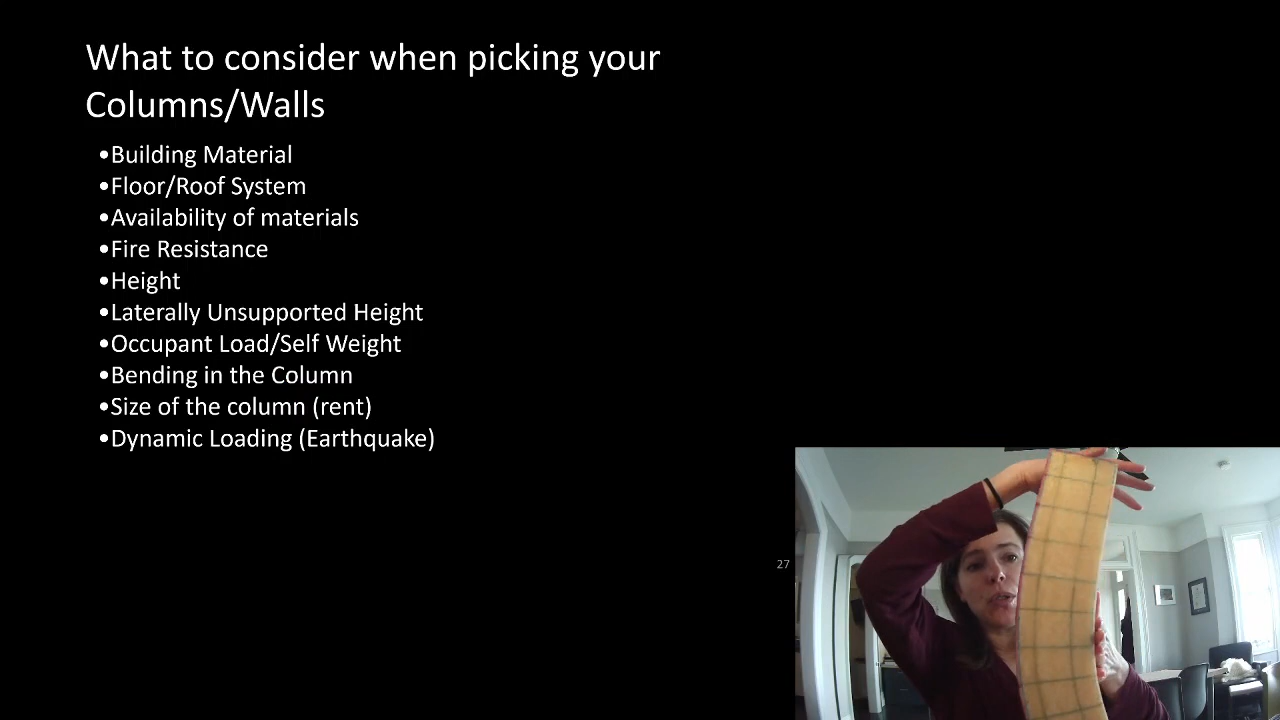 What to consider when picking your
Columns/Walls
•Building Material
•Floor/Roof System
•Availability of materials
•Fire Resistance
•Height
•Laterally Unsupported Height
•Occupant Load/Self Weight
•Bending in the Column
•Size of the column (rent)
•Dynamic Loading (Earthquake)
27